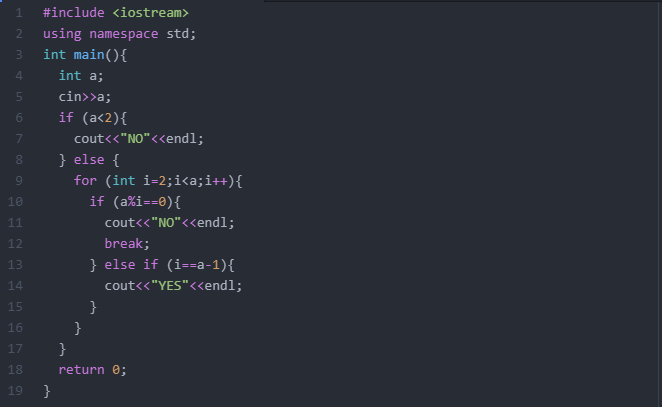 1 #include <iostream>
2 using namespace std;
3 int main(){
4   int a;
5   cin>>a;
6   if (a<2){
7     cout<<"NO"<<endl;
8   } else {
9     for (int i=2;i<a;i++){
10       if (a%i==0){
11         cout<<"NO"<<endl;
12         break;
13       } else if (i==a-1){
14         cout<<"YES"<<endl;
15       }
16     }
17   }
18   return 0;
19 }